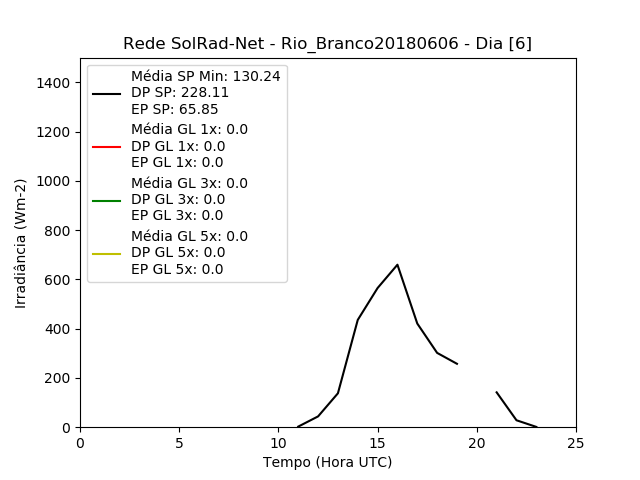 Rede SolRad-Net - Rio_Branco20180606 - Dia [6]
Média SP Min: 130.24
DP SP: 228.11
EP SP: 65.85
Média GL 1x: 0.0
DP GL 1x: 0.0
EP GL 1x: 0.0
Média GL 3x: 0.0
DP GL 3x: 0.0
EP GL 3x: 0.0
Média GL 5x: 0.0
DP GL 5x: 0.0
EP GL 5x: 0.0
Irradiância (Wm-2)
1400
1200
1000
800
600
400
200
0
0 5 10 15 20 25
Tempo (Hora UTC)